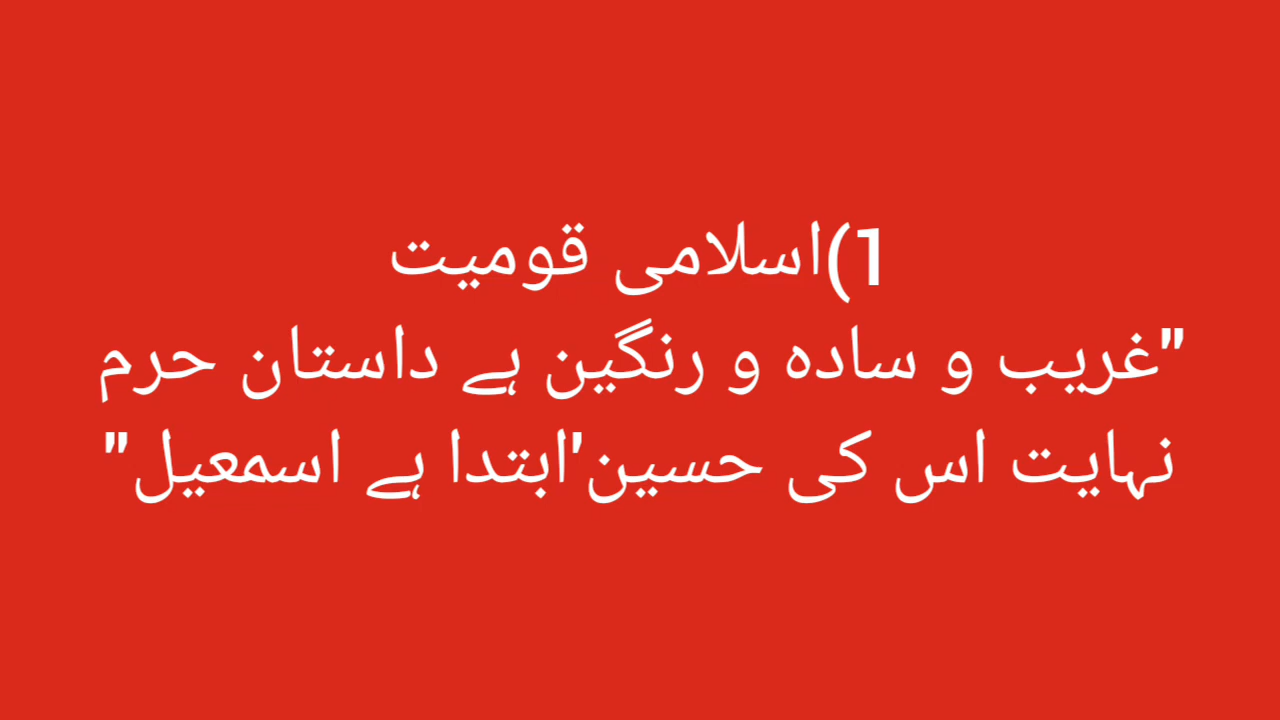 1)اسلامی قومیت
"غریب و سادہ و رنگین ہے داستان حرم
نہایت اس کی حسین'ابتدا ہے اسمعیل"